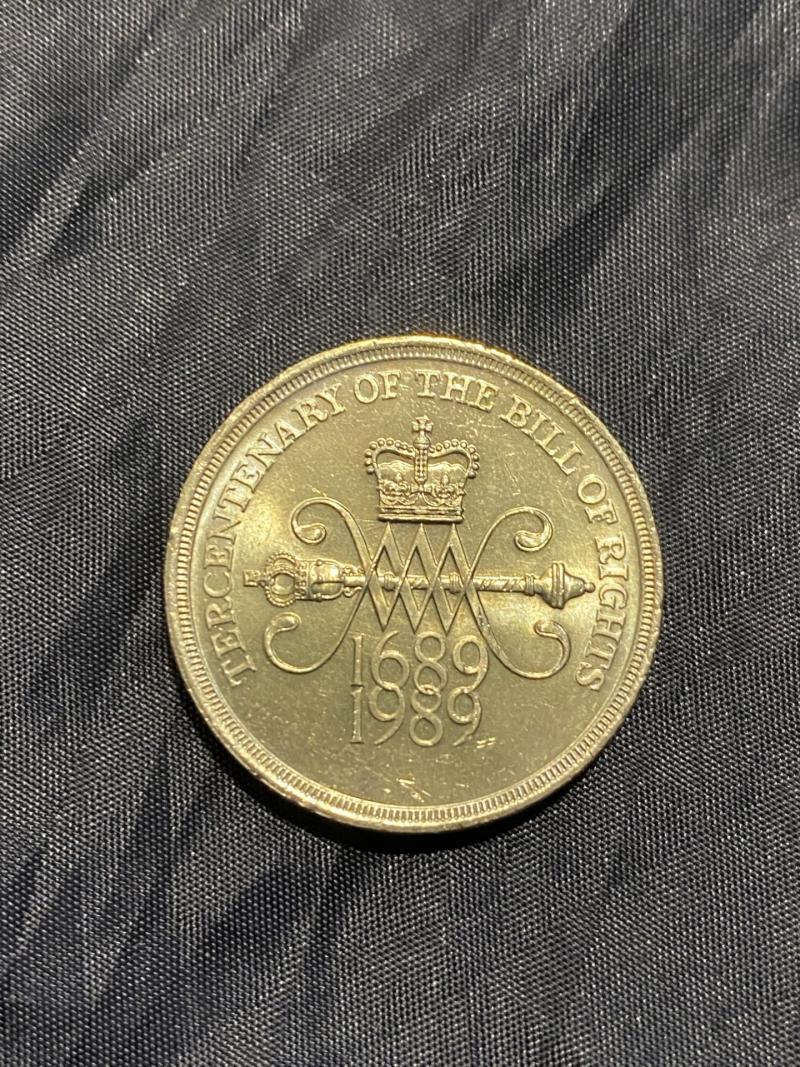 TERCENTENARY OF THE BILL OF RIGHTS
1689
1989